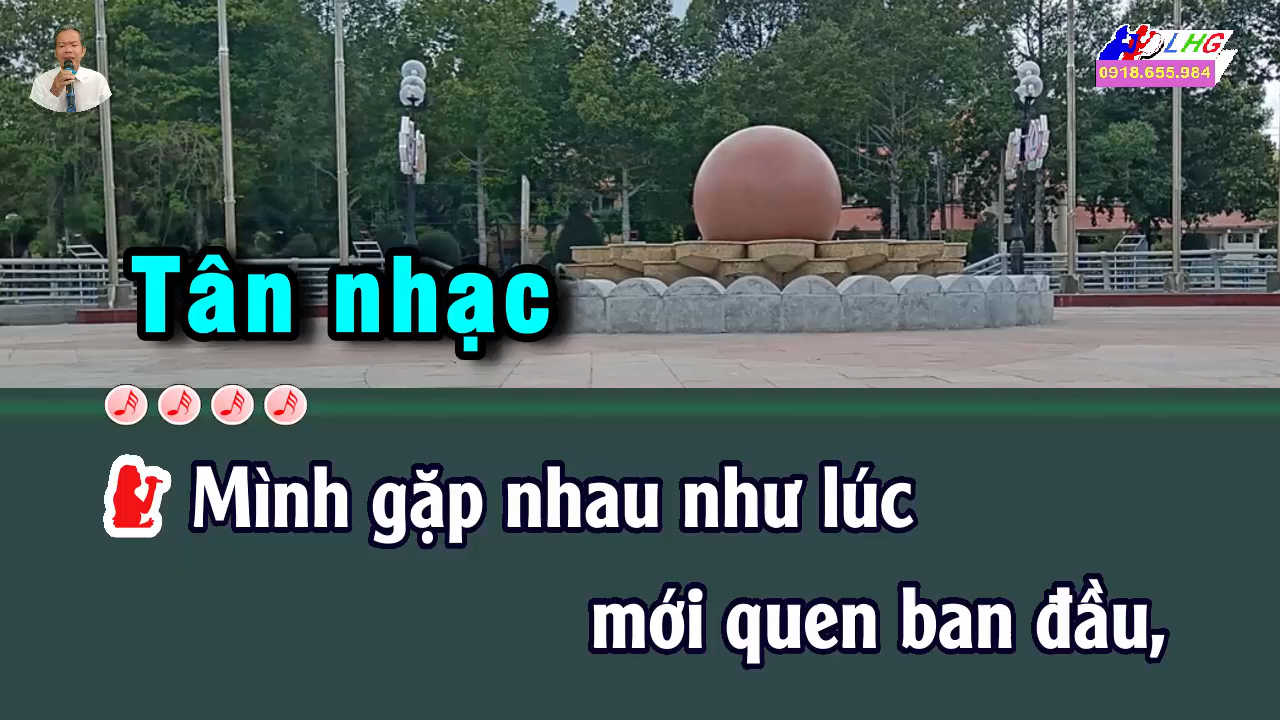 LHG
0918.655.984
Tân nhạc
Mình gặp nhau như lúc
mới quen ban đầu,